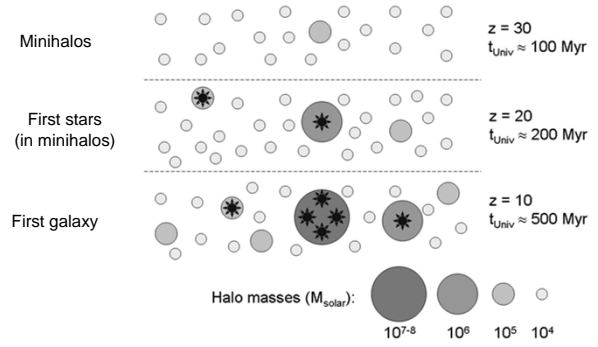 Minihalos
z = 30
t_Univ ≈ 100 Myr
First stars
(in minihalos)
z = 20
t_Univ ≈ 200 Myr
First galaxy
z = 10
t_Univ ≈ 500 Myr
Halo masses (M_solar):
10^7-8 10^6 10^5 10^4